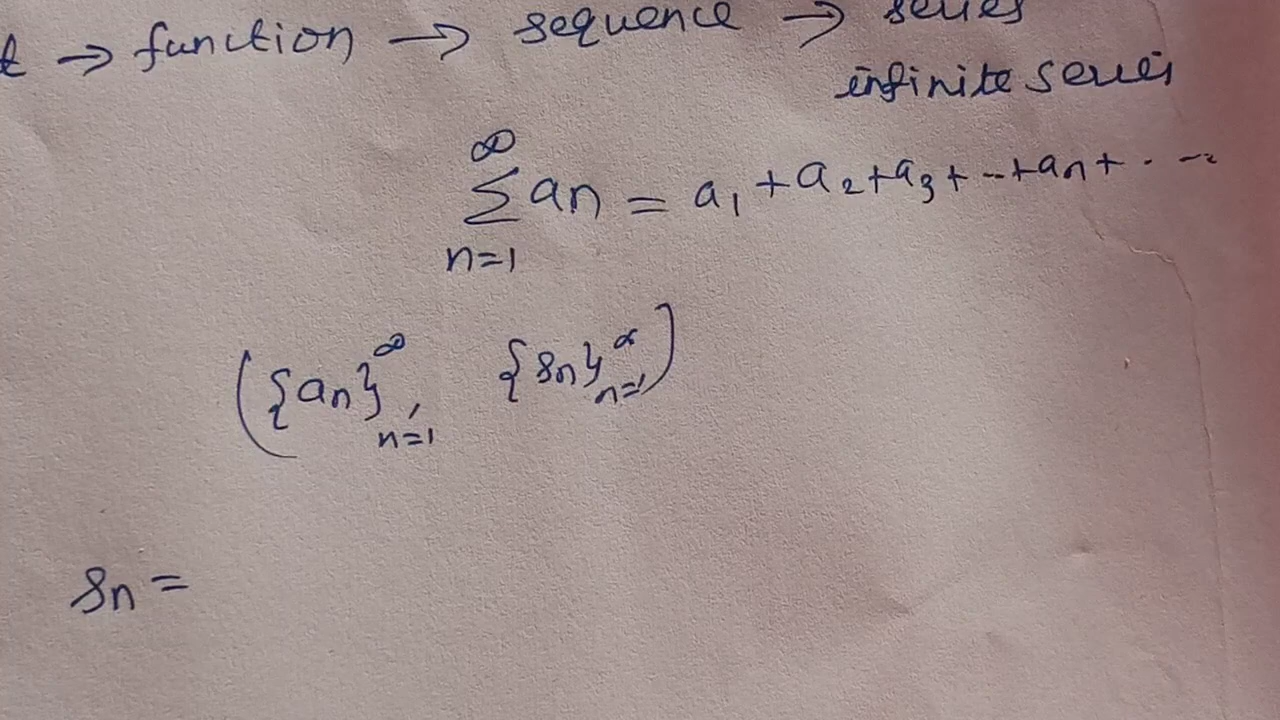 t → function → sequence → series
infinite series
∞
∑ an = a1 + a2 + a3 + -- + an + . --
n=1
({an}∞n=1, {sn}∞n=1)
sn =